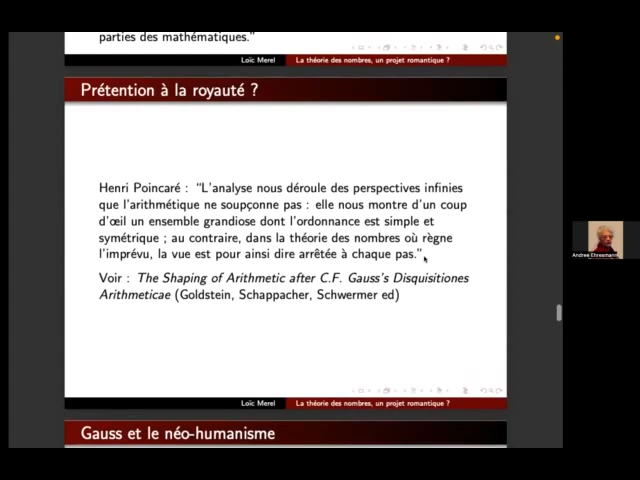 parties des mathématiques."
Loïc Merel La théorie des nombres, un projet romantique ?
Prétention à la royauté ?
Henri Poincaré : "L'analyse nous déroule des perspectives infinies
que l'arithmétique ne soupçonne pas : elle nous montre d'un coup
d'œil un ensemble grandiose dont l'ordonnance est simple et
symétrique ; au contraire, dans la théorie des nombres où règne
l'imprévu, la vue est pour ainsi dire arrêtée à chaque pas."
Voir : The Shaping of Arithmetic after C.F. Gauss's Disquisitiones
Arithmeticae (Goldstein, Schappacher, Schwermer ed)
Loïc Merel La théorie des nombres, un projet romantique ?
Gauss et le néo-humanisme
Andree Ehresmann